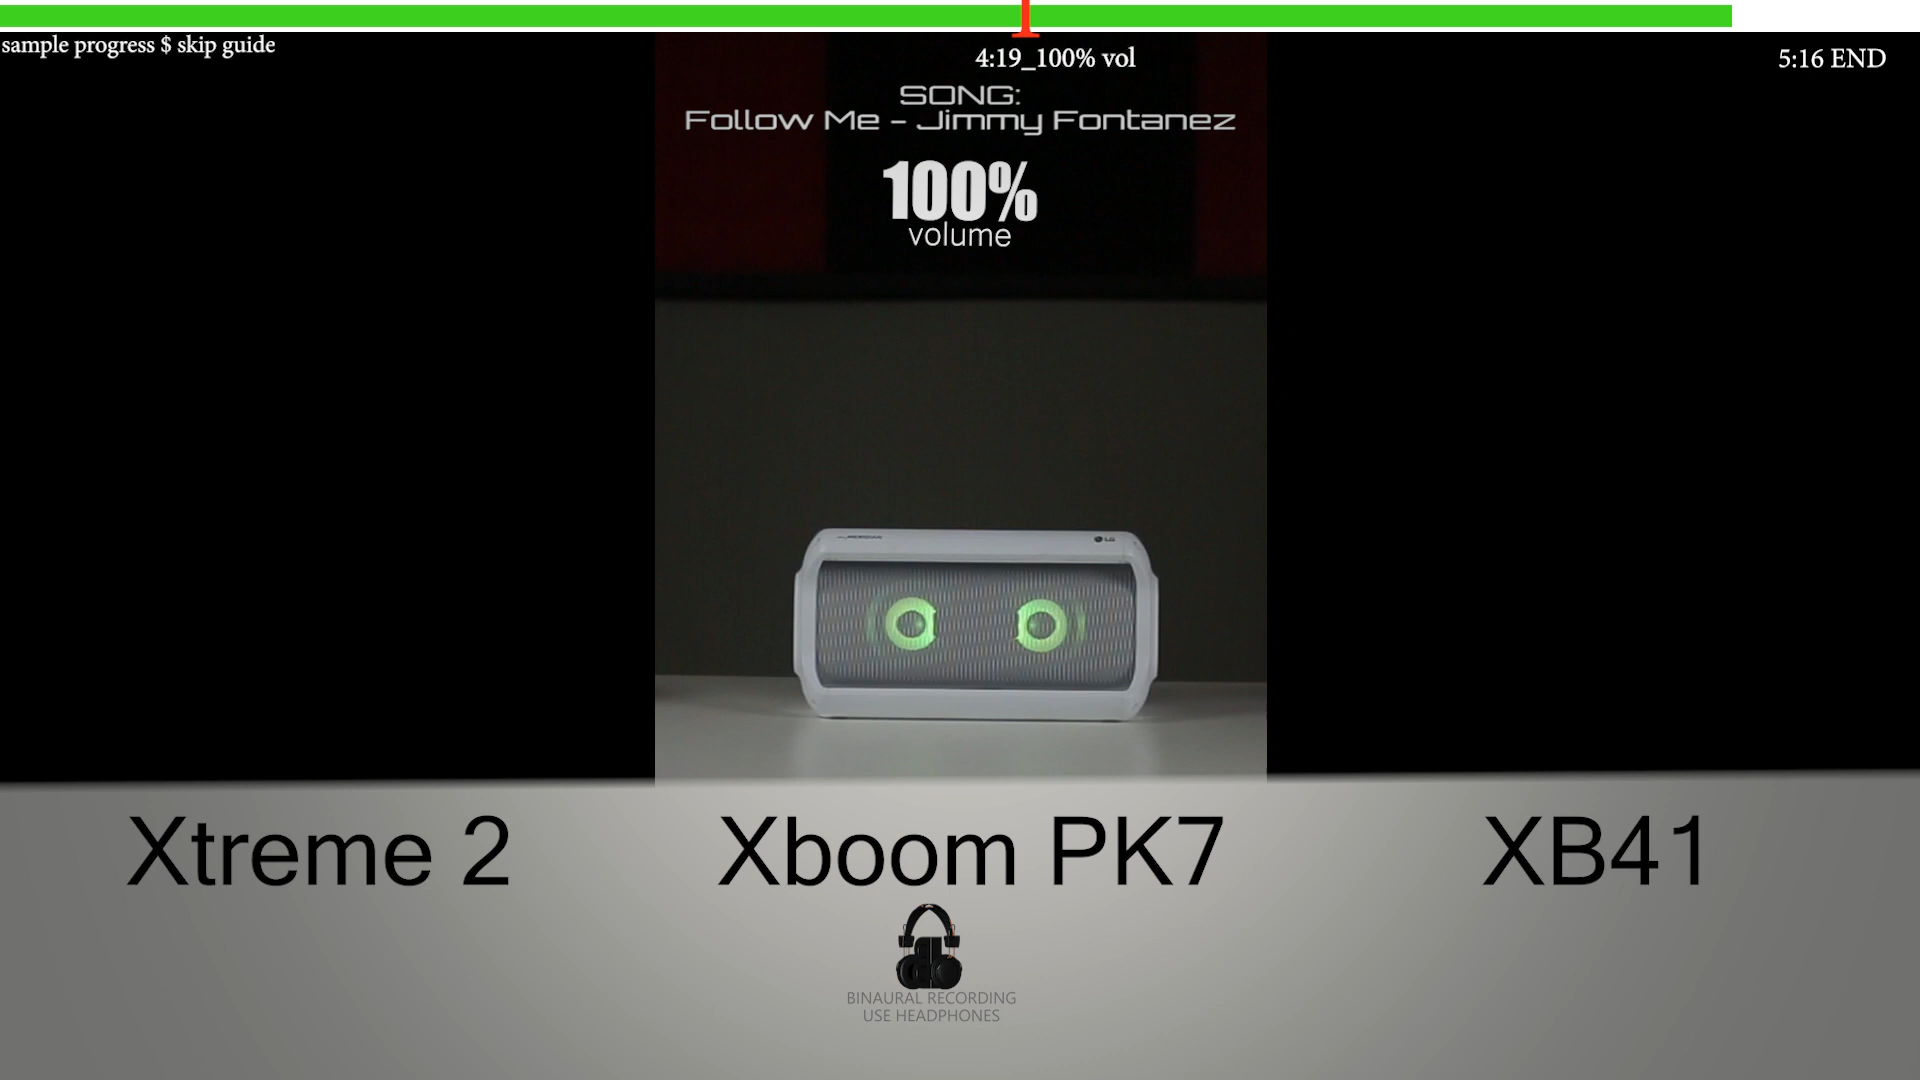 sample progress $ skip guide
4:19_100% vol
5:16 END
SONG:
Follow Me - Jimmy Fontanez
100%
volume
LG
Xtreme 2
Xboom PK7
XB41
BINAURAL RECORDING
USE HEADPHONES